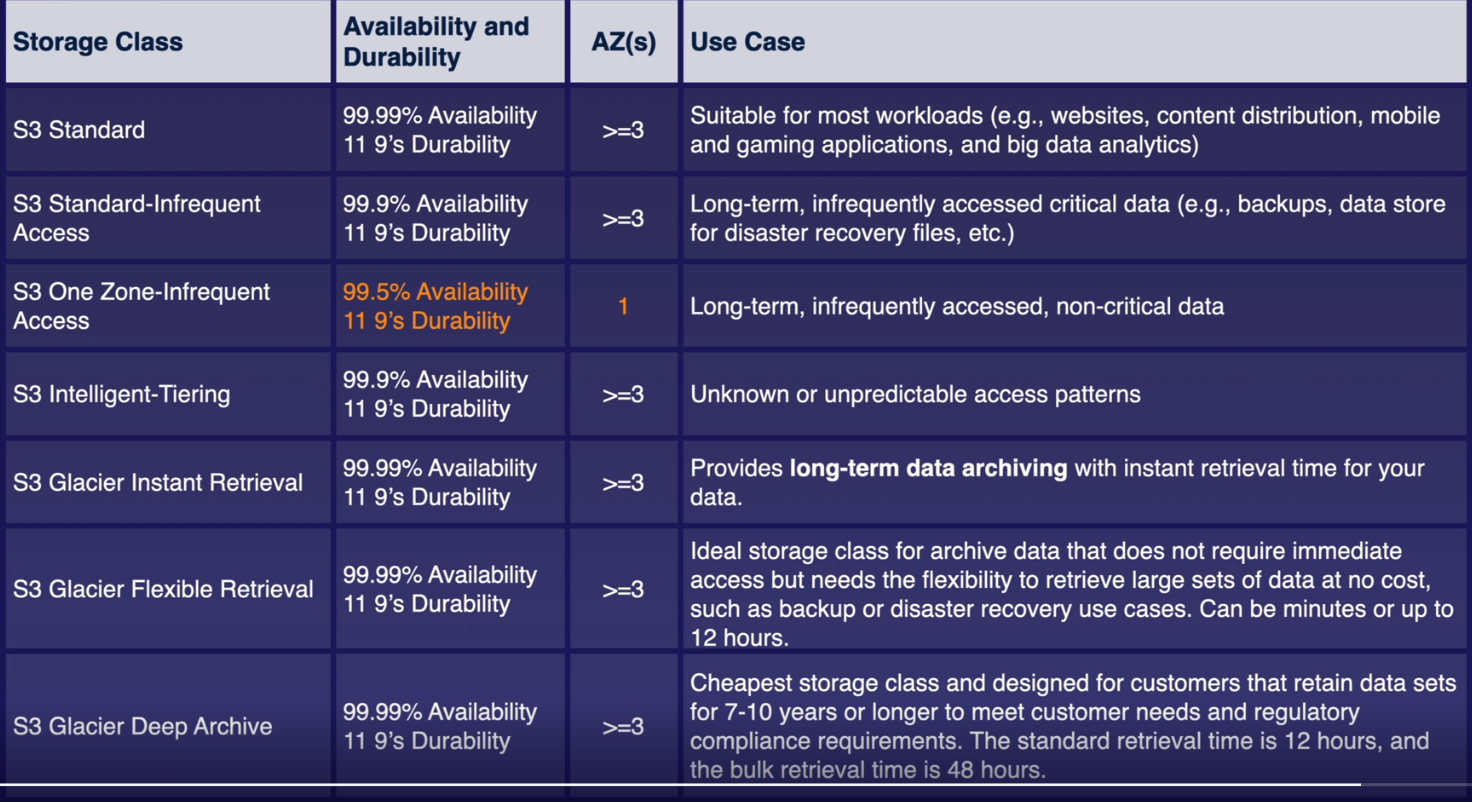 Storage Class
Availability and
Durability
AZ(s)
Use Case
S3 Standard
99.99% Availability
11 9’s Durability
>=3
Suitable for most workloads (e.g., websites, content distribution, mobile
and gaming applications, and big data analytics)
S3 Standard-Infrequent
Access
99.9% Availability
11 9’s Durability
>=3
Long-term, infrequently accessed critical data (e.g., backups, data store
for disaster recovery files, etc.)
S3 One Zone-Infrequent
Access
99.5% Availability
11 9’s Durability
1
Long-term, infrequently accessed, non-critical data
S3 Intelligent-Tiering
99.9% Availability
11 9’s Durability
>=3
Unknown or unpredictable access patterns
S3 Glacier Instant Retrieval
99.99% Availability
11 9’s Durability
>=3
Provides long-term data archiving with instant retrieval time for your
data.
S3 Glacier Flexible Retrieval
99.99% Availability
11 9’s Durability
>=3
Ideal storage class for archive data that does not require immediate
access but needs the flexibility to retrieve large sets of data at no cost,
such as backup or disaster recovery use cases. Can be minutes or up to
12 hours.
S3 Glacier Deep Archive
99.99% Availability
11 9’s Durability
>=3
Cheapest storage class and designed for customers that retain data sets
for 7-10 years or longer to meet customer needs and regulatory
compliance requirements. The standard retrieval time is 12 hours, and
the bulk retrieval time is 48 hours.